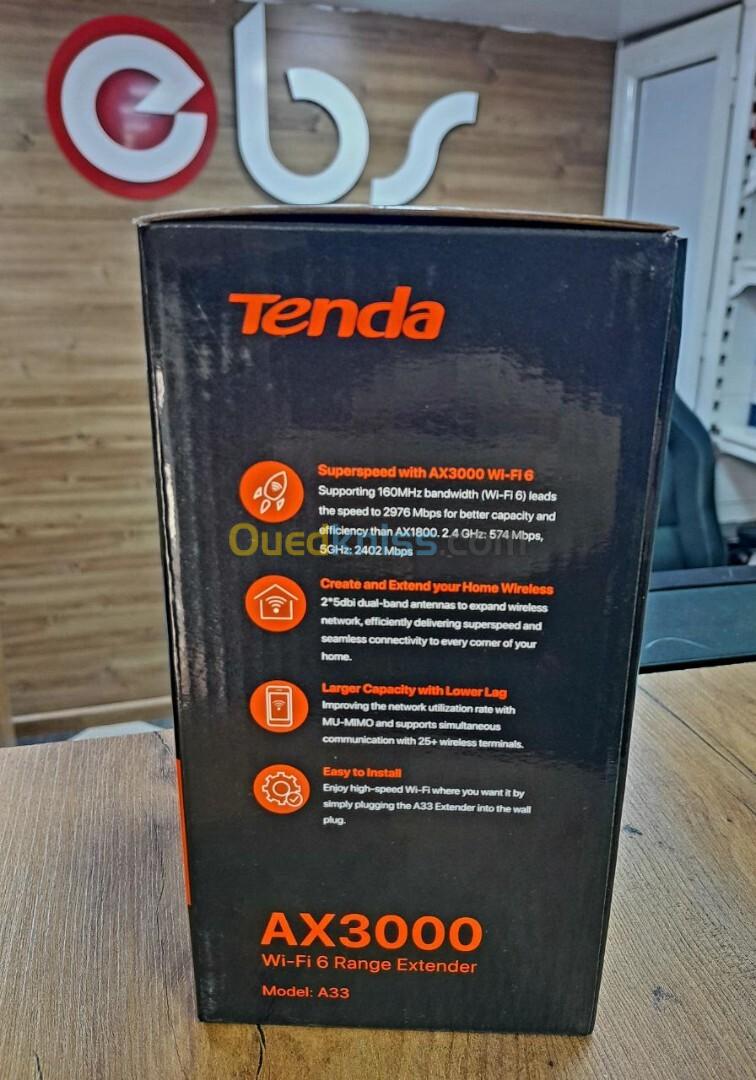 ebs
Tenda
Superspeed with AX3000 Wi-Fi 6
Supporting 160MHz bandwidth (Wi-Fi 6) leads
the speed to 2976 Mbps for better capacity and
efficiency than AX1800. 2.4 GHz: 574 Mbps,
5GHz: 2402 Mbps
Ouedkniss.com
Create and Extend your Home Wireless
2*5dbi dual-band antennas to expand wireless
network, efficiently delivering superspeed and
seamless connectivity to every corner of your
home.
Larger Capacity with Lower Lag
Improving the network utilization rate with
MU-MIMO and supports simultaneous
communication with 25+ wireless terminals.
Easy to Install
Enjoy high-speed Wi-Fi where you want it by
simply plugging the A33 Extender into the wall
plug.
AX3000
Wi-Fi 6 Range Extender
Model: A33